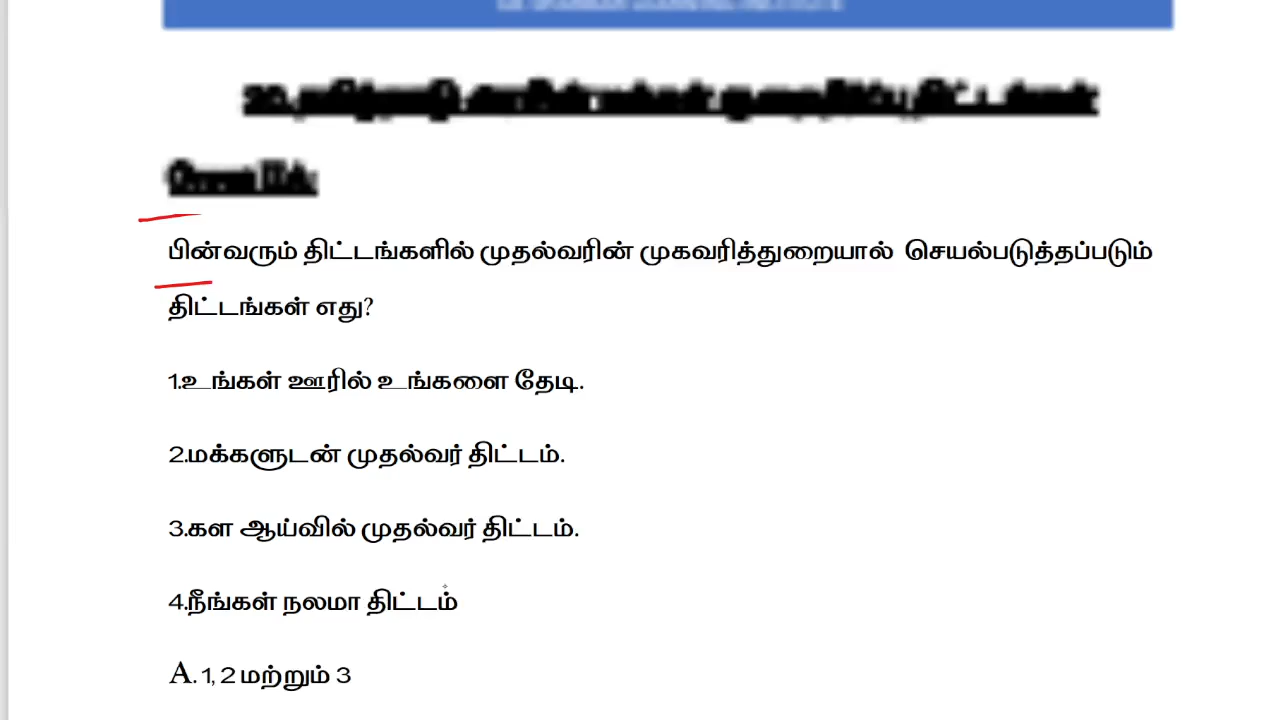 பின்வரும் திட்டங்களில் முதல்வரின் முகவரித்துறையால் செயல்படுத்தப்படும்
திட்டங்கள் எது?
1.உங்கள் ஊரில் உங்களை தேடி.
2.மக்களுடன் முதல்வர் திட்டம்.
3.கள ஆய்வில் முதல்வர் திட்டம்.
4.நீங்கள் நலமா திட்டம்
A. 1, 2 மற்றும் 3